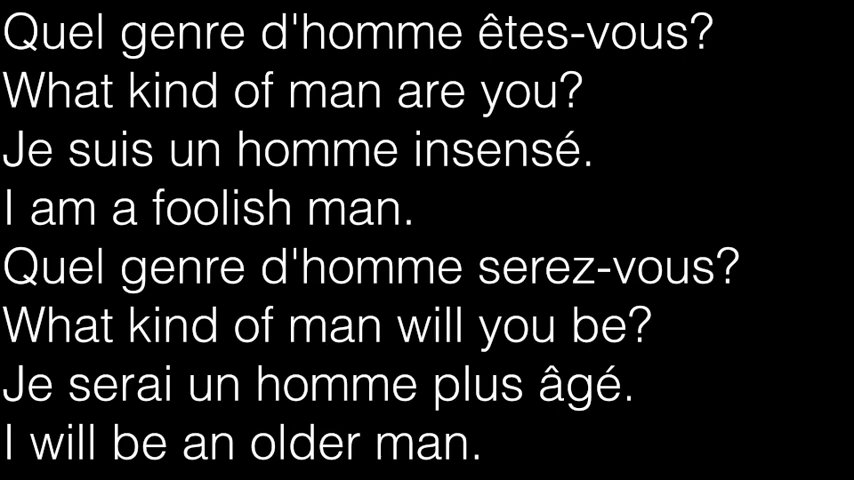 Quel genre d'homme êtes-vous?
What kind of man are you?
Je suis un homme insensé.
I am a foolish man.
Quel genre d'homme serez-vous?
What kind of man will you be?
Je serai un homme plus âgé.
I will be an older man.